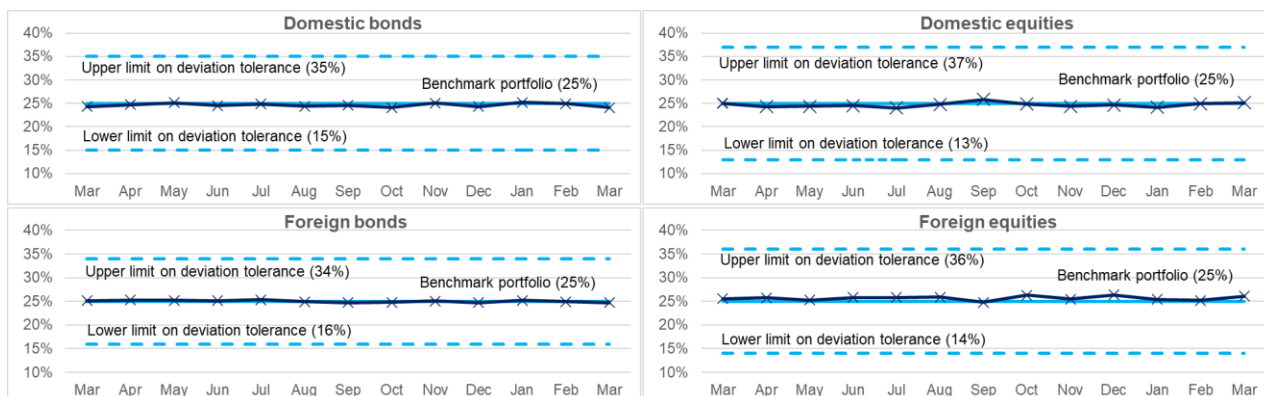 Domestic bonds
40%
35%
Upper limit on deviation tolerance (35%)
30%
Benchmark portfolio (25%)
25%
20%
Lower limit on deviation tolerance (15%)
15%
10%
Mar Apr May Jun Jul Aug Sep Oct Nov Dec Jan Feb Mar
Domestic equities
40%
35%
Upper limit on deviation tolerance (37%)
30%
Benchmark portfolio (25%)
25%
20%
Lower limit on deviation tolerance (13%)
15%
10%
Mar Apr May Jun Jul Aug Sep Oct Nov Dec Jan Feb Mar
Foreign bonds
40%
35%
Upper limit on deviation tolerance (34%)
30%
Benchmark portfolio (25%)
25%
20%
Lower limit on deviation tolerance (16%)
15%
10%
Mar Apr May Jun Jul Aug Sep Oct Nov Dec Jan Feb Mar
Foreign equities
40%
35%
Upper limit on deviation tolerance (36%)
30%
Benchmark portfolio (25%)
25%
20%
Lower limit on deviation tolerance (14%)
15%
10%
Mar Apr May Jun Jul Aug Sep Oct Nov Dec Jan Feb Mar